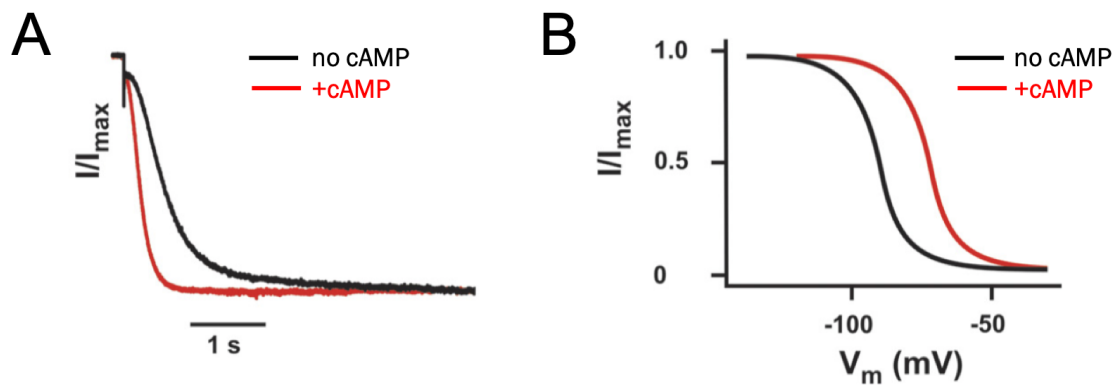 A
no cAMP
+cAMP
I/Imax
1 s
B
no cAMP
+cAMP
I/Imax
1.0
0.5
0
-100
-50
Vm (mV)